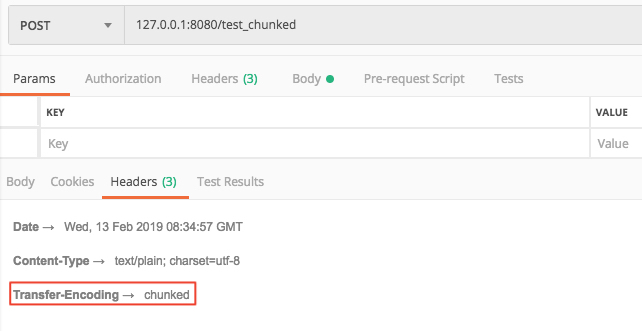 POST 127.0.0.1:8080/test_chunked
Params Authorization Headers (3) Body Pre-request Script Tests
KEY VALUE
Key Value
Body Cookies Headers (3) Test Results
Date → Wed, 13 Feb 2019 08:34:57 GMT
Content-Type → text/plain; charset=utf-8
Transfer-Encoding → chunked